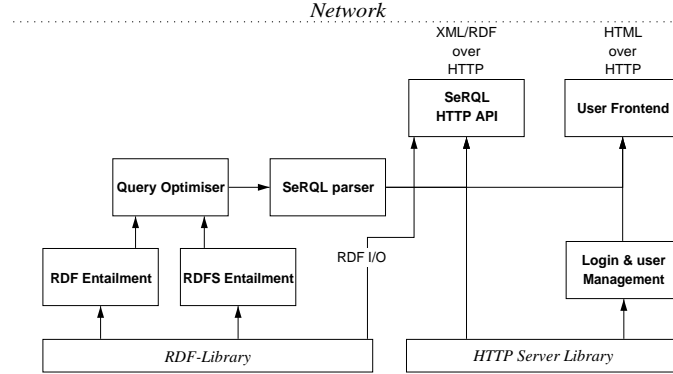 Network
XML/RDF
over
HTTP
HTML
over
HTTP
SeRQL
HTTP API
User Frontend
Query Optimiser
SeRQL parser
RDF I/O
RDF Entailment
RDFS Entailment
Login & user
Management
RDF-Library
HTTP Server Library